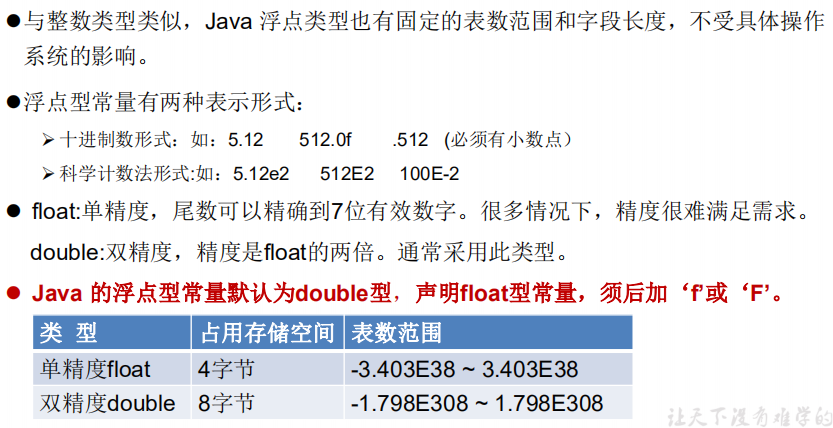 ●与整数类型类似，Java 浮点类型也有固定的表数范围和字段长度，不受具体操作
系统的影响。
●浮点型常量有两种表示形式：
➢十进制数形式：如：5.12 512.0f .512 (必须有小数点）
➢科学计数法形式:如：5.12e2 512E2 100E-2
● float:单精度，尾数可以精确到7位有效数字。很多情况下，精度很难满足需求。
double:双精度，精度是float的两倍。通常采用此类型。
● Java 的浮点型常量默认为double型，声明float型常量，须后加‘f’或‘F’。
类 型 占用存储空间 表数范围
单精度float 4字节 -3.403E38 ~ 3.403E38
双精度double 8字节 -1.798E308 ~ 1.798E308
让天下没有难学的